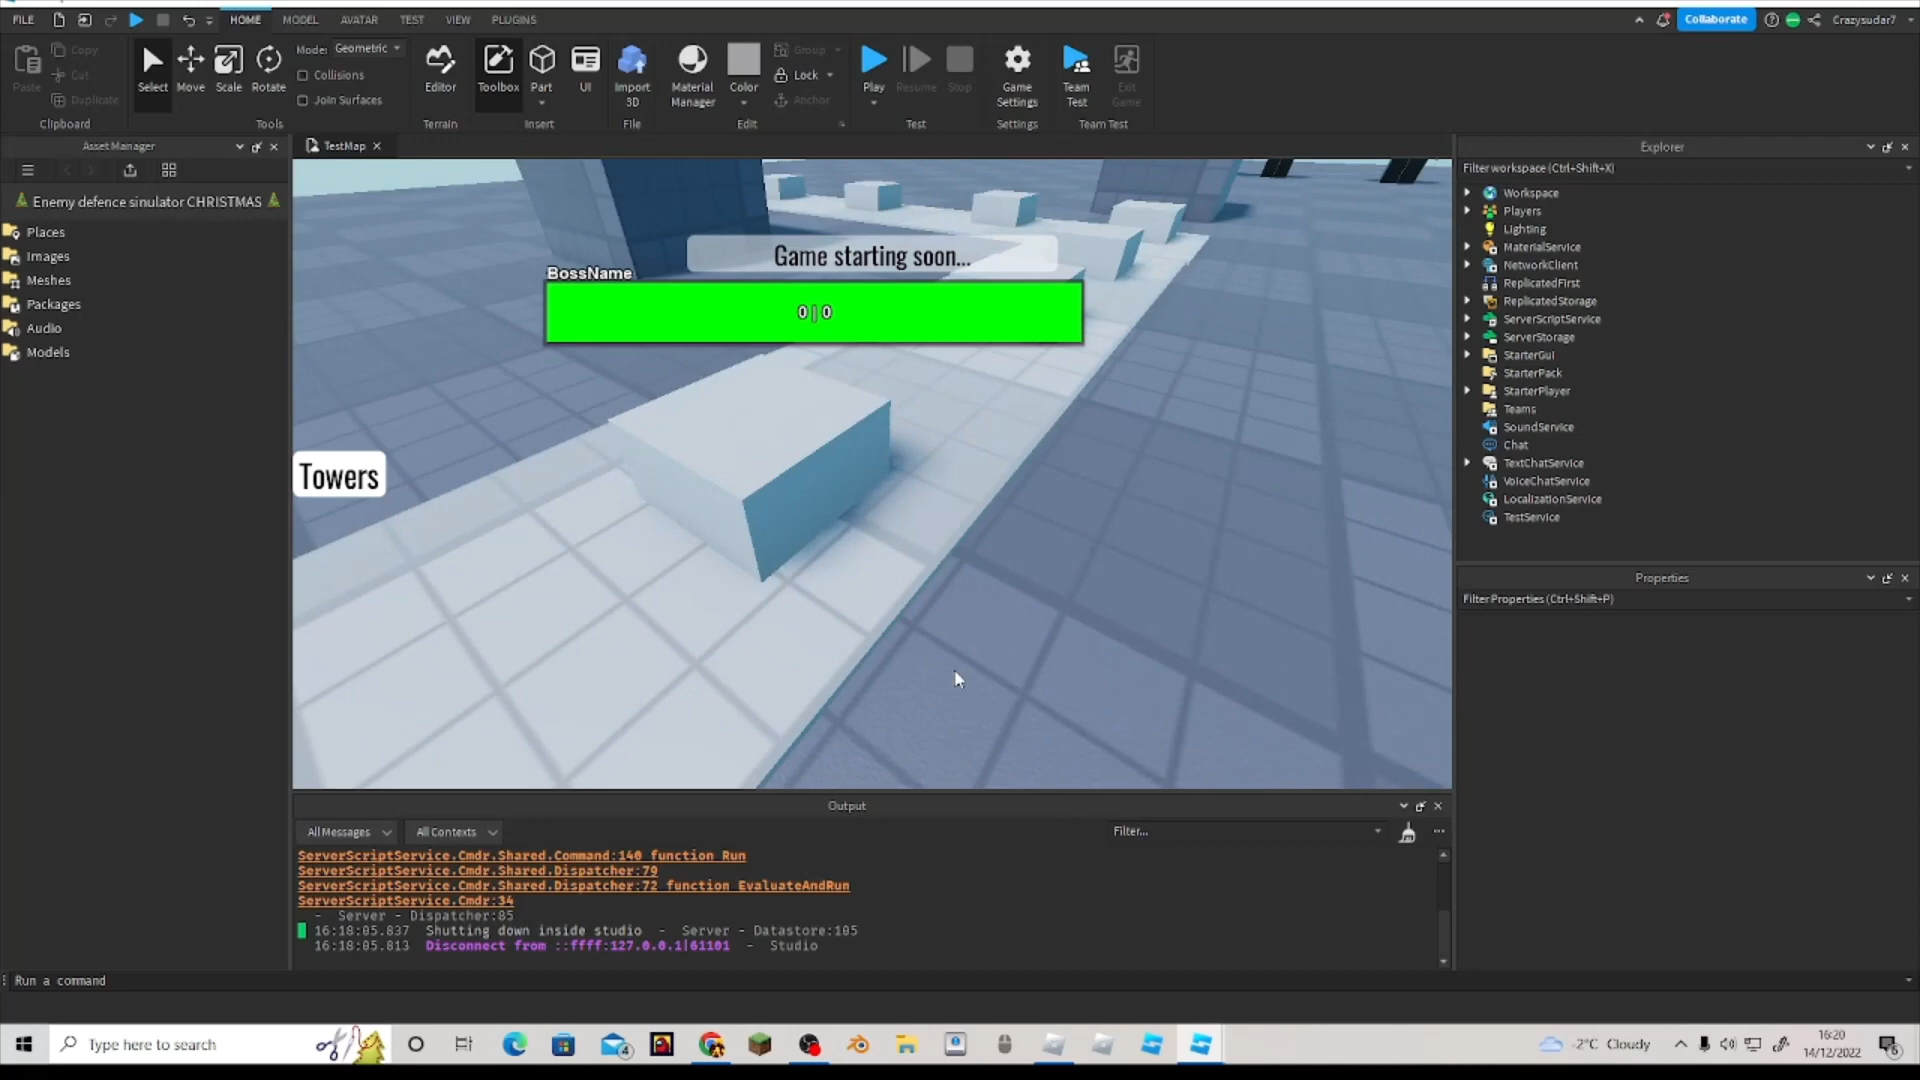 FILE HOME MODEL AVATAR TEST VIEW PLUGINS Collaborate Crazysudar7
Paste Copy Cut Duplicate
Clipboard
Select Move Scale Rotate
Mode: Geometric
Collisions
Join Surfaces
Tools
Editor
Terrain
Toolbox Part UI
Insert
Import 3D
File
Material Manager Color Group Lock Anchor
Edit
Play Resume Stop
Test
Game Settings
Settings
Team Test Exit Game
Team Test
Asset Manager
Enemy defence sinulator CHRISTMAS
Places
Images
Meshes
Packages
Audio
Models
TestMap
Game starting soon...
BossName
0 | 0
Towers
Explorer
Filter workspace (Ctrl+Shift+X)
Workspace
Players
Lighting
MaterialService
NetworkClient
ReplicatedFirst
ReplicatedStorage
ServerScriptService
ServerStorage
StarterGui
StarterPack
StarterPlayer
Teams
SoundService
Chat
TextChatService
VoiceChatService
LocalizationService
TestService
Properties
Filter Properties (Ctrl+Shift+P)
Output
All Messages All Contexts Filter...
ServerScriptService.Cmdr.Shared.Command:140 function Run
ServerScriptService.Cmdr.Shared.Dispatcher:79
ServerScriptService.Cmdr.Shared.Dispatcher:72 function EvaluateAndRun
ServerScriptService.Cmdr:34
- Server - Dispatcher:85
16:18:05.837 Shutting down inside studio - Server - Datastore:105
16:18:05.813 Disconnect from ::ffff:127.0.0.1|61101 - Studio
Run a command
Type here to search
4
-2°C Cloudy
16:20
14/12/2022
6